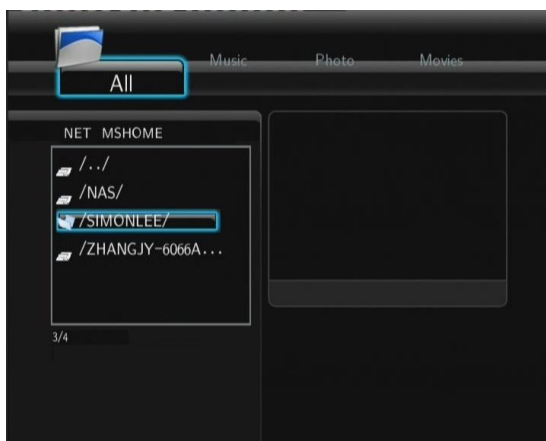 All
Music
Photo
Movies
NET MSHOME
/../
/NAS/
/SIMONLEE/
/ZHANGJY-6066A...
3/4